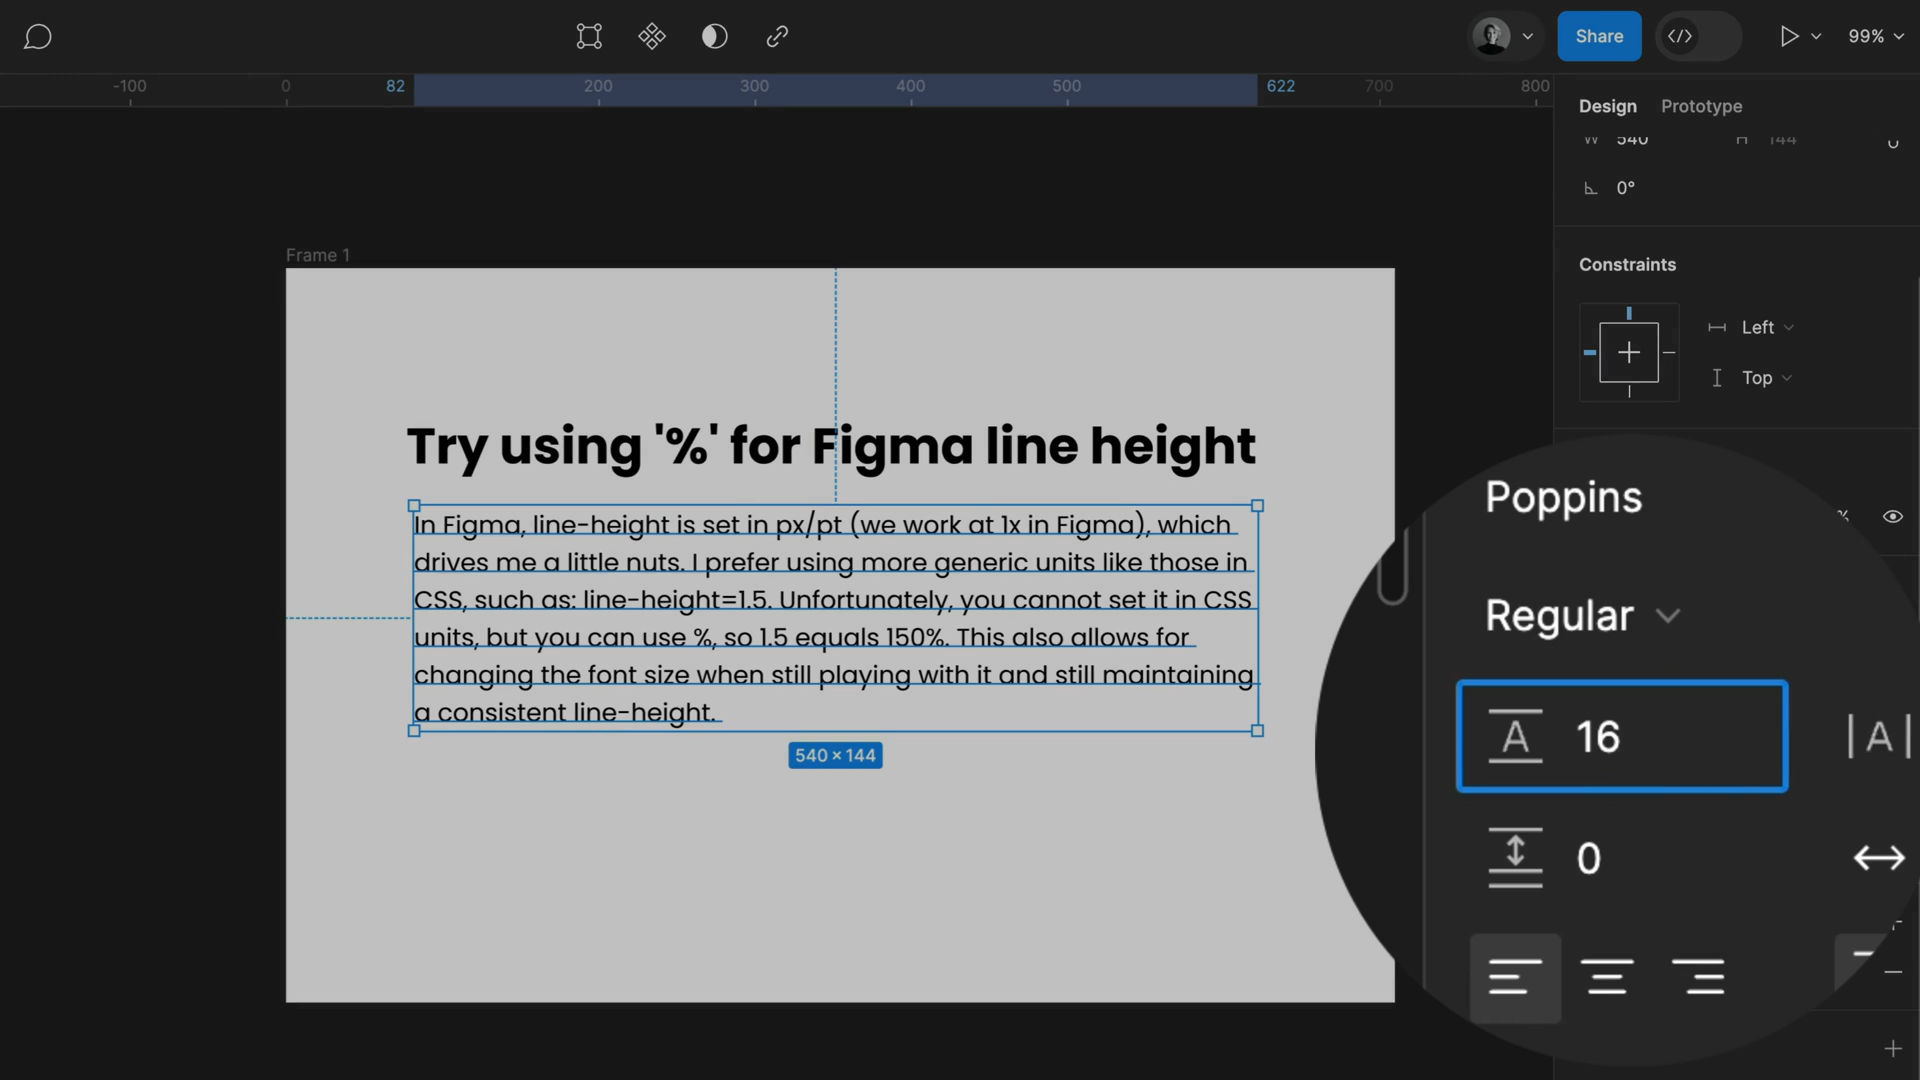 Share
99%
-100 0 82 200 300 400 500 622 700 800
Design Prototype
W 540 H 144
0°
Frame 1
Constraints
Left
Top
Try using '%' for Figma line height
In Figma, line-height is set in px/pt (we work at 1x in Figma), which
drives me a little nuts. I prefer using more generic units like those in
CSS, such as: line-height=1.5. Unfortunately, you cannot set it in CSS
units, but you can use %, so 1.5 equals 150%. This also allows for
changing the font size when still playing with it and still maintaining
a consistent line-height.
540 × 144
Poppins
%
Regular
A 16 |A|
0